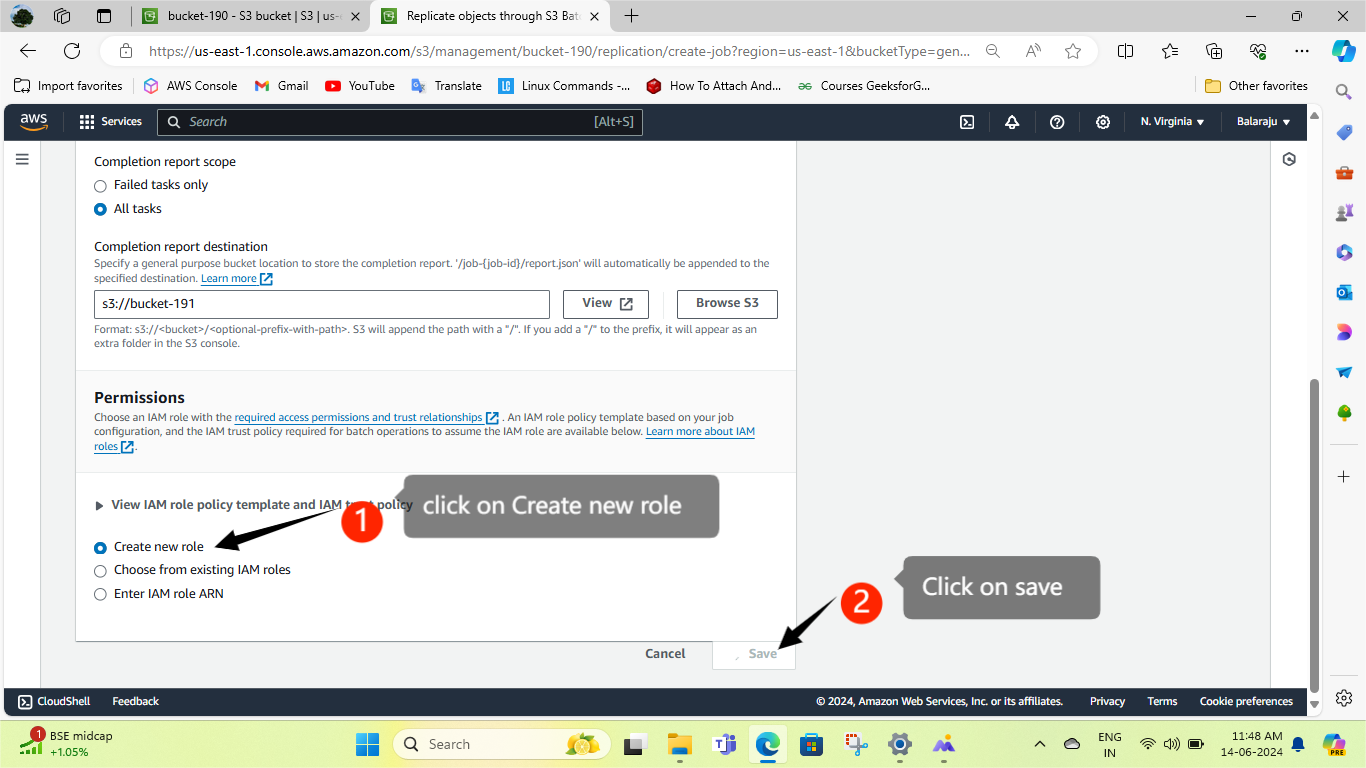 bucket-190 - S3 bucket | S3 | us-
Replicate objects through S3 Bat
https://us-east-1.console.aws.amazon.com/s3/management/bucket-190/replication/create-job?region=us-east-1&bucketType=gen...
Import favorites
AWS Console
Gmail
YouTube
Translate
LC
Linux Commands -...
How To Attach And...
Courses GeeksforG...
Other favorites
aws
Services
Search
[Alt+S]
N. Virginia
Balaraju
Completion report scope
Failed tasks only
All tasks
Completion report destination
Specify a general purpose bucket location to store the completion report. '/job-{job-id}/report.json' will automatically be appended to the
specified destination. Learn more
s3://bucket-191
View
Browse S3
Format: s3://<bucket>/<optional-prefix-with-path>. S3 will append the path with a "/". If you add a "/" to the prefix, it will appear as an
extra folder in the S3 console.
Permissions
Choose an IAM role with the required access permissions and trust relationships. An IAM role policy template based on your job
configuration, and the IAM trust policy required for batch operations to assume the IAM role are available below. Learn more about IAM
roles.
View IAM role policy template and IAM trust policy
1
click on Create new role
Create new role
Choose from existing IAM roles
Enter IAM role ARN
2
Click on save
Cancel
Save
CloudShell
Feedback
© 2024, Amazon Web Services, Inc. or its affiliates.
Privacy
Terms
Cookie preferences
1
BSE midcap
+1.05%
Search
ENG
IN
11:48 AM
14-06-2024
PRE